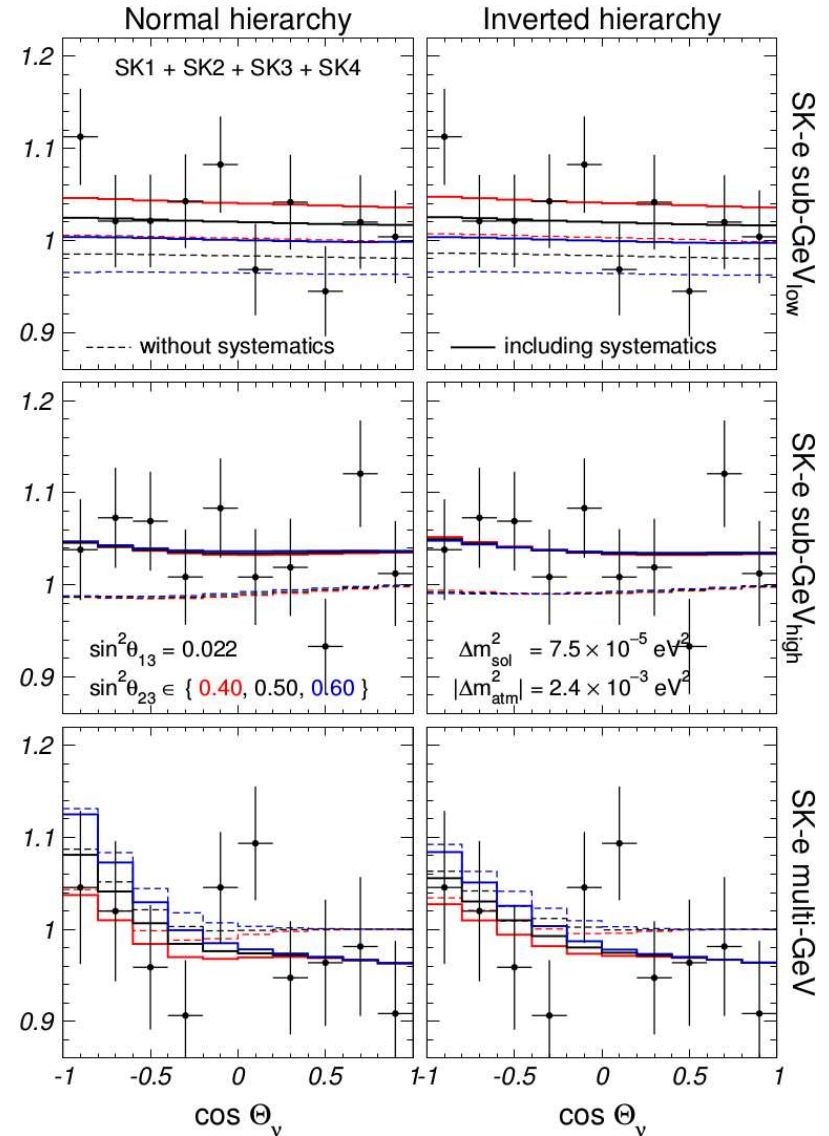 Normal hierarchy
Inverted hierarchy
1.2
SK1 + SK2 + SK3 + SK4
1.1
1
0.9
without systematics
including systematics
SK-e sub-GeV_low
1.2
1.1
1
0.9
sin²θ₁₃ = 0.022
sin²θ₂₃ ∈ { 0.40, 0.50, 0.60 }
Δm²_sol = 7.5 × 10⁻⁵ eV²
|Δm²_atm| = 2.4 × 10⁻³ eV²
SK-e sub-GeV_high
1.2
1.1
1
0.9
SK-e multi-GeV
-1 -0.5 0 0.5 1
-1 -0.5 0 0.5 1
cos Θ_ν
cos Θ_ν